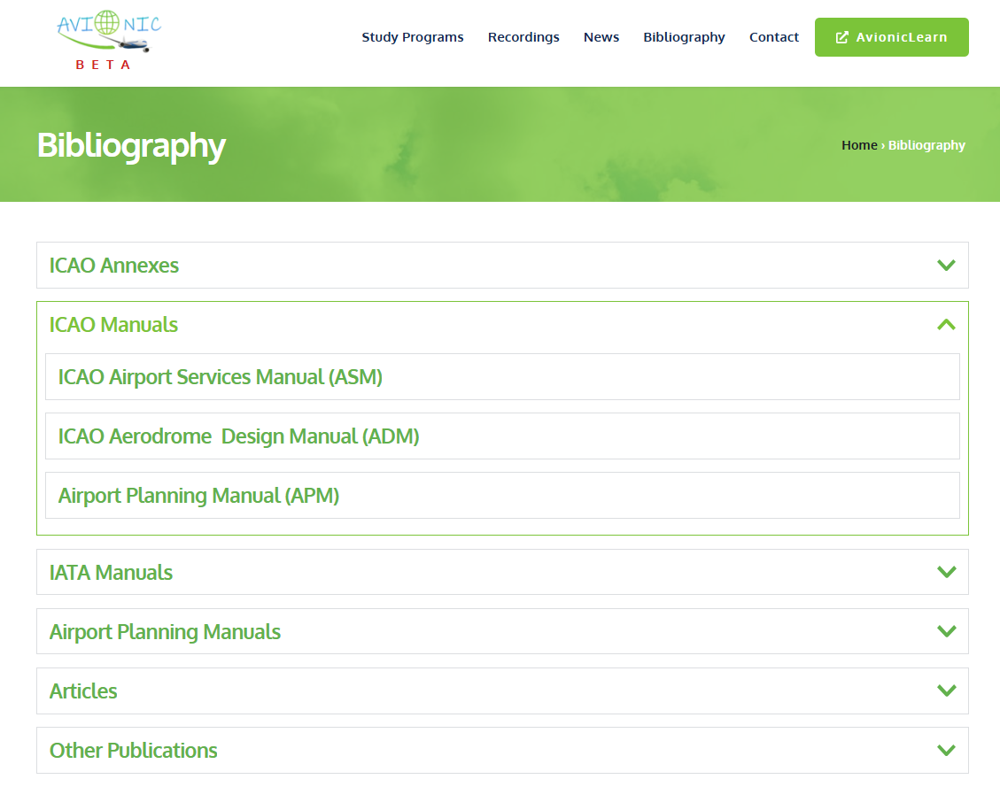 AVIONIC
BETA
Study Programs Recordings News Bibliography Contact AvionicLearn
Bibliography
Home › Bibliography
ICAO Annexes
ICAO Manuals
ICAO Airport Services Manual (ASM)
ICAO Aerodrome  Design Manual (ADM)
Airport Planning Manual (APM)
IATA Manuals
Airport Planning Manuals
Articles
Other Publications